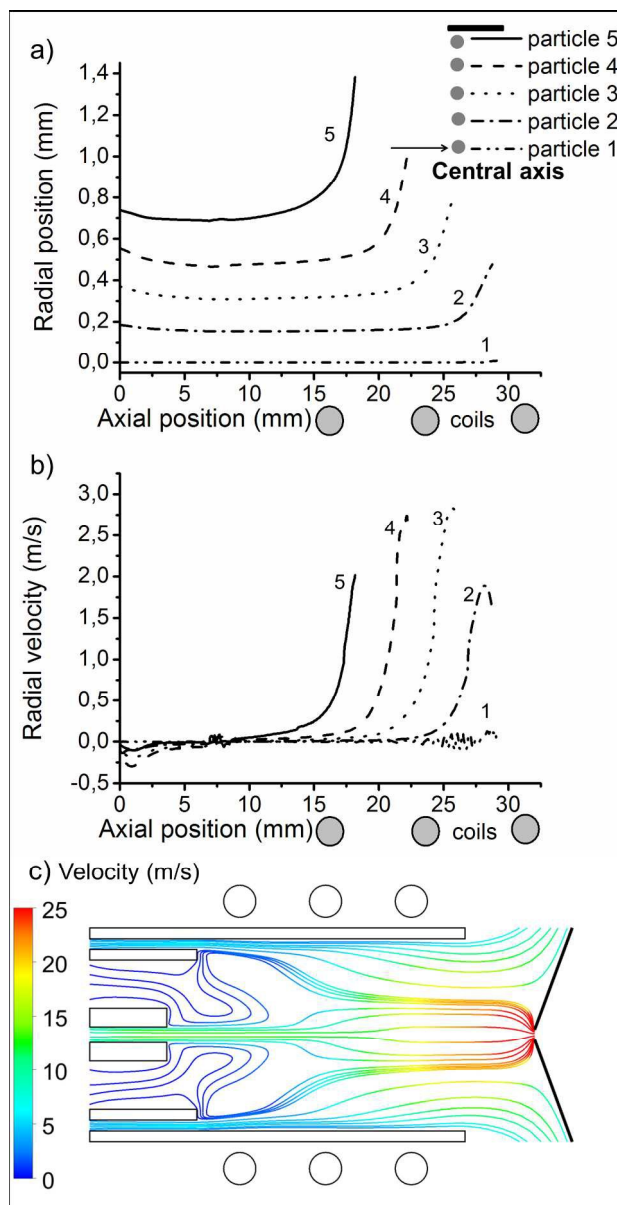 a)
particle 5
particle 4
particle 3
particle 2
particle 1
Central axis
1,4
1,2
1,0
0,8
0,6
0,4
0,2
0,0
Radial position (mm)
5
4
3
2
1
0 5 10 15 20 25 30
Axial position (mm)
coils
b)
3,0
2,5
2,0
1,5
1,0
0,5
0,0
-0,5
Radial velocity (m/s)
5
4
3
2
1
0 5 10 15 20 25 30
Axial position (mm)
coils
c) Velocity (m/s)
25
20
15
10
5
0